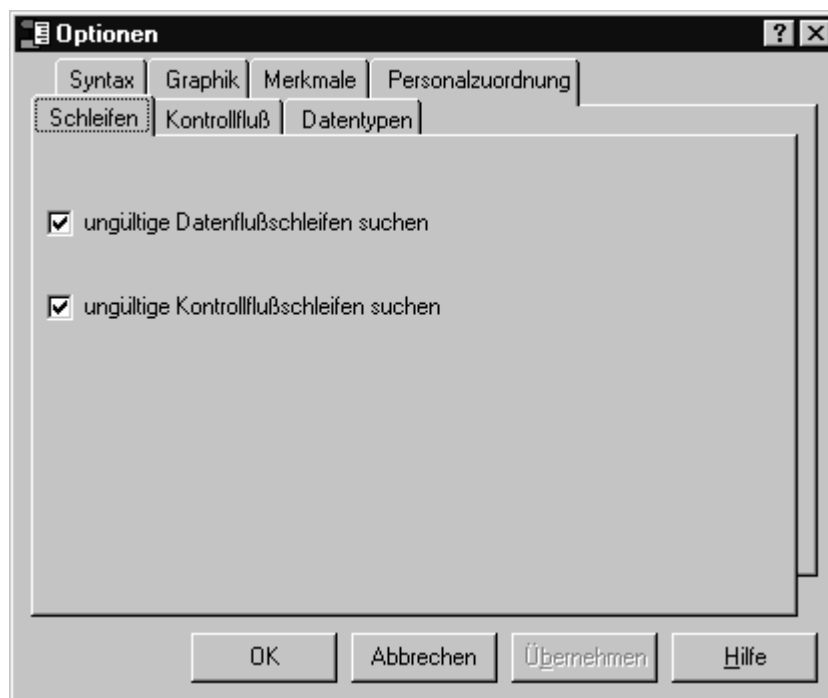 Optionen
Syntax Graphik Merkmale Personalzuordnung
Schleifen Kontrollfluß Datentypen
ungültige Datenflußschleifen suchen
ungültige Kontrollflußschleifen suchen
OK Abbrechen Übernehmen Hilfe